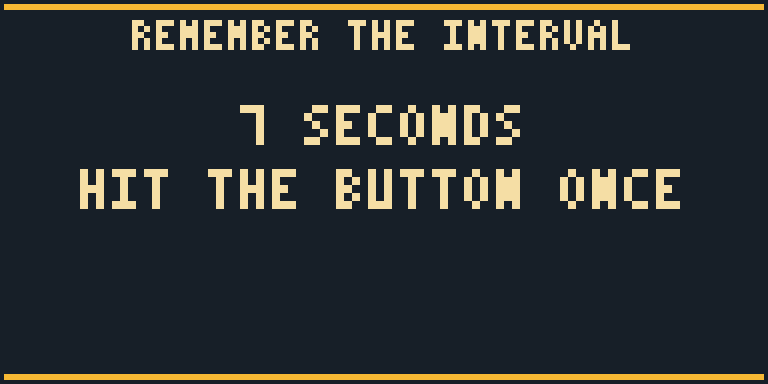 REMEMBER THE INTERVAL
7 SECONDS
HIT THE BUTTON ONCE